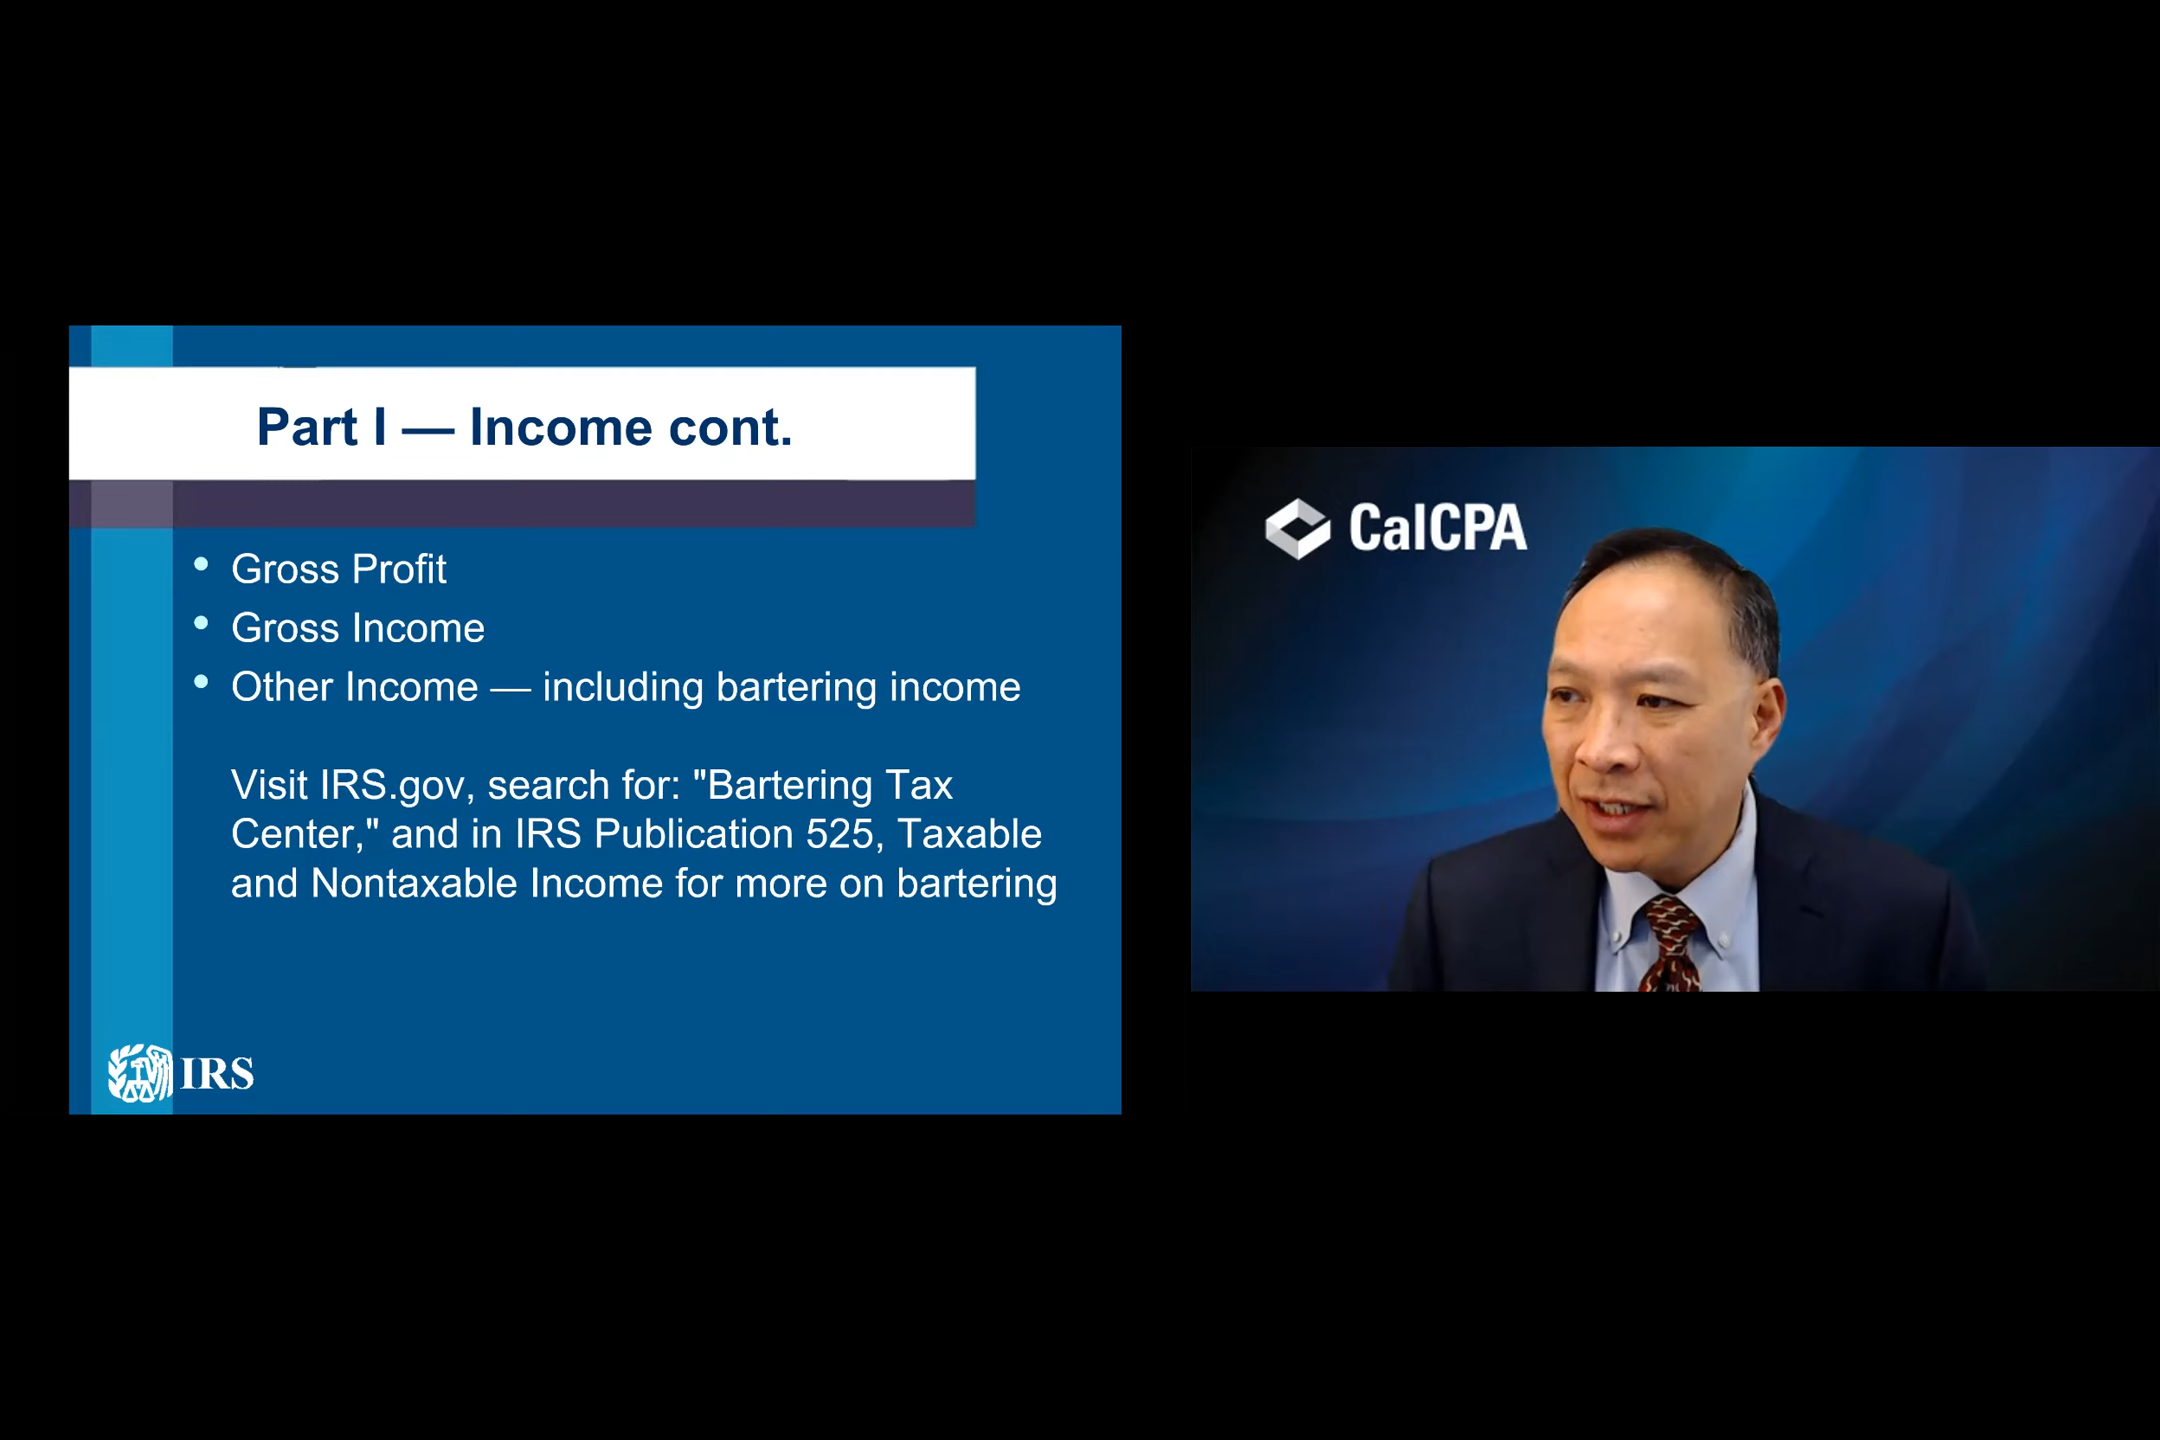 Part I — Income cont.
• Gross Profit
• Gross Income
• Other Income — including bartering income
Visit IRS.gov, search for: "Bartering Tax
Center," and in IRS Publication 525, Taxable
and Nontaxable Income for more on bartering
IRS
CalCPA